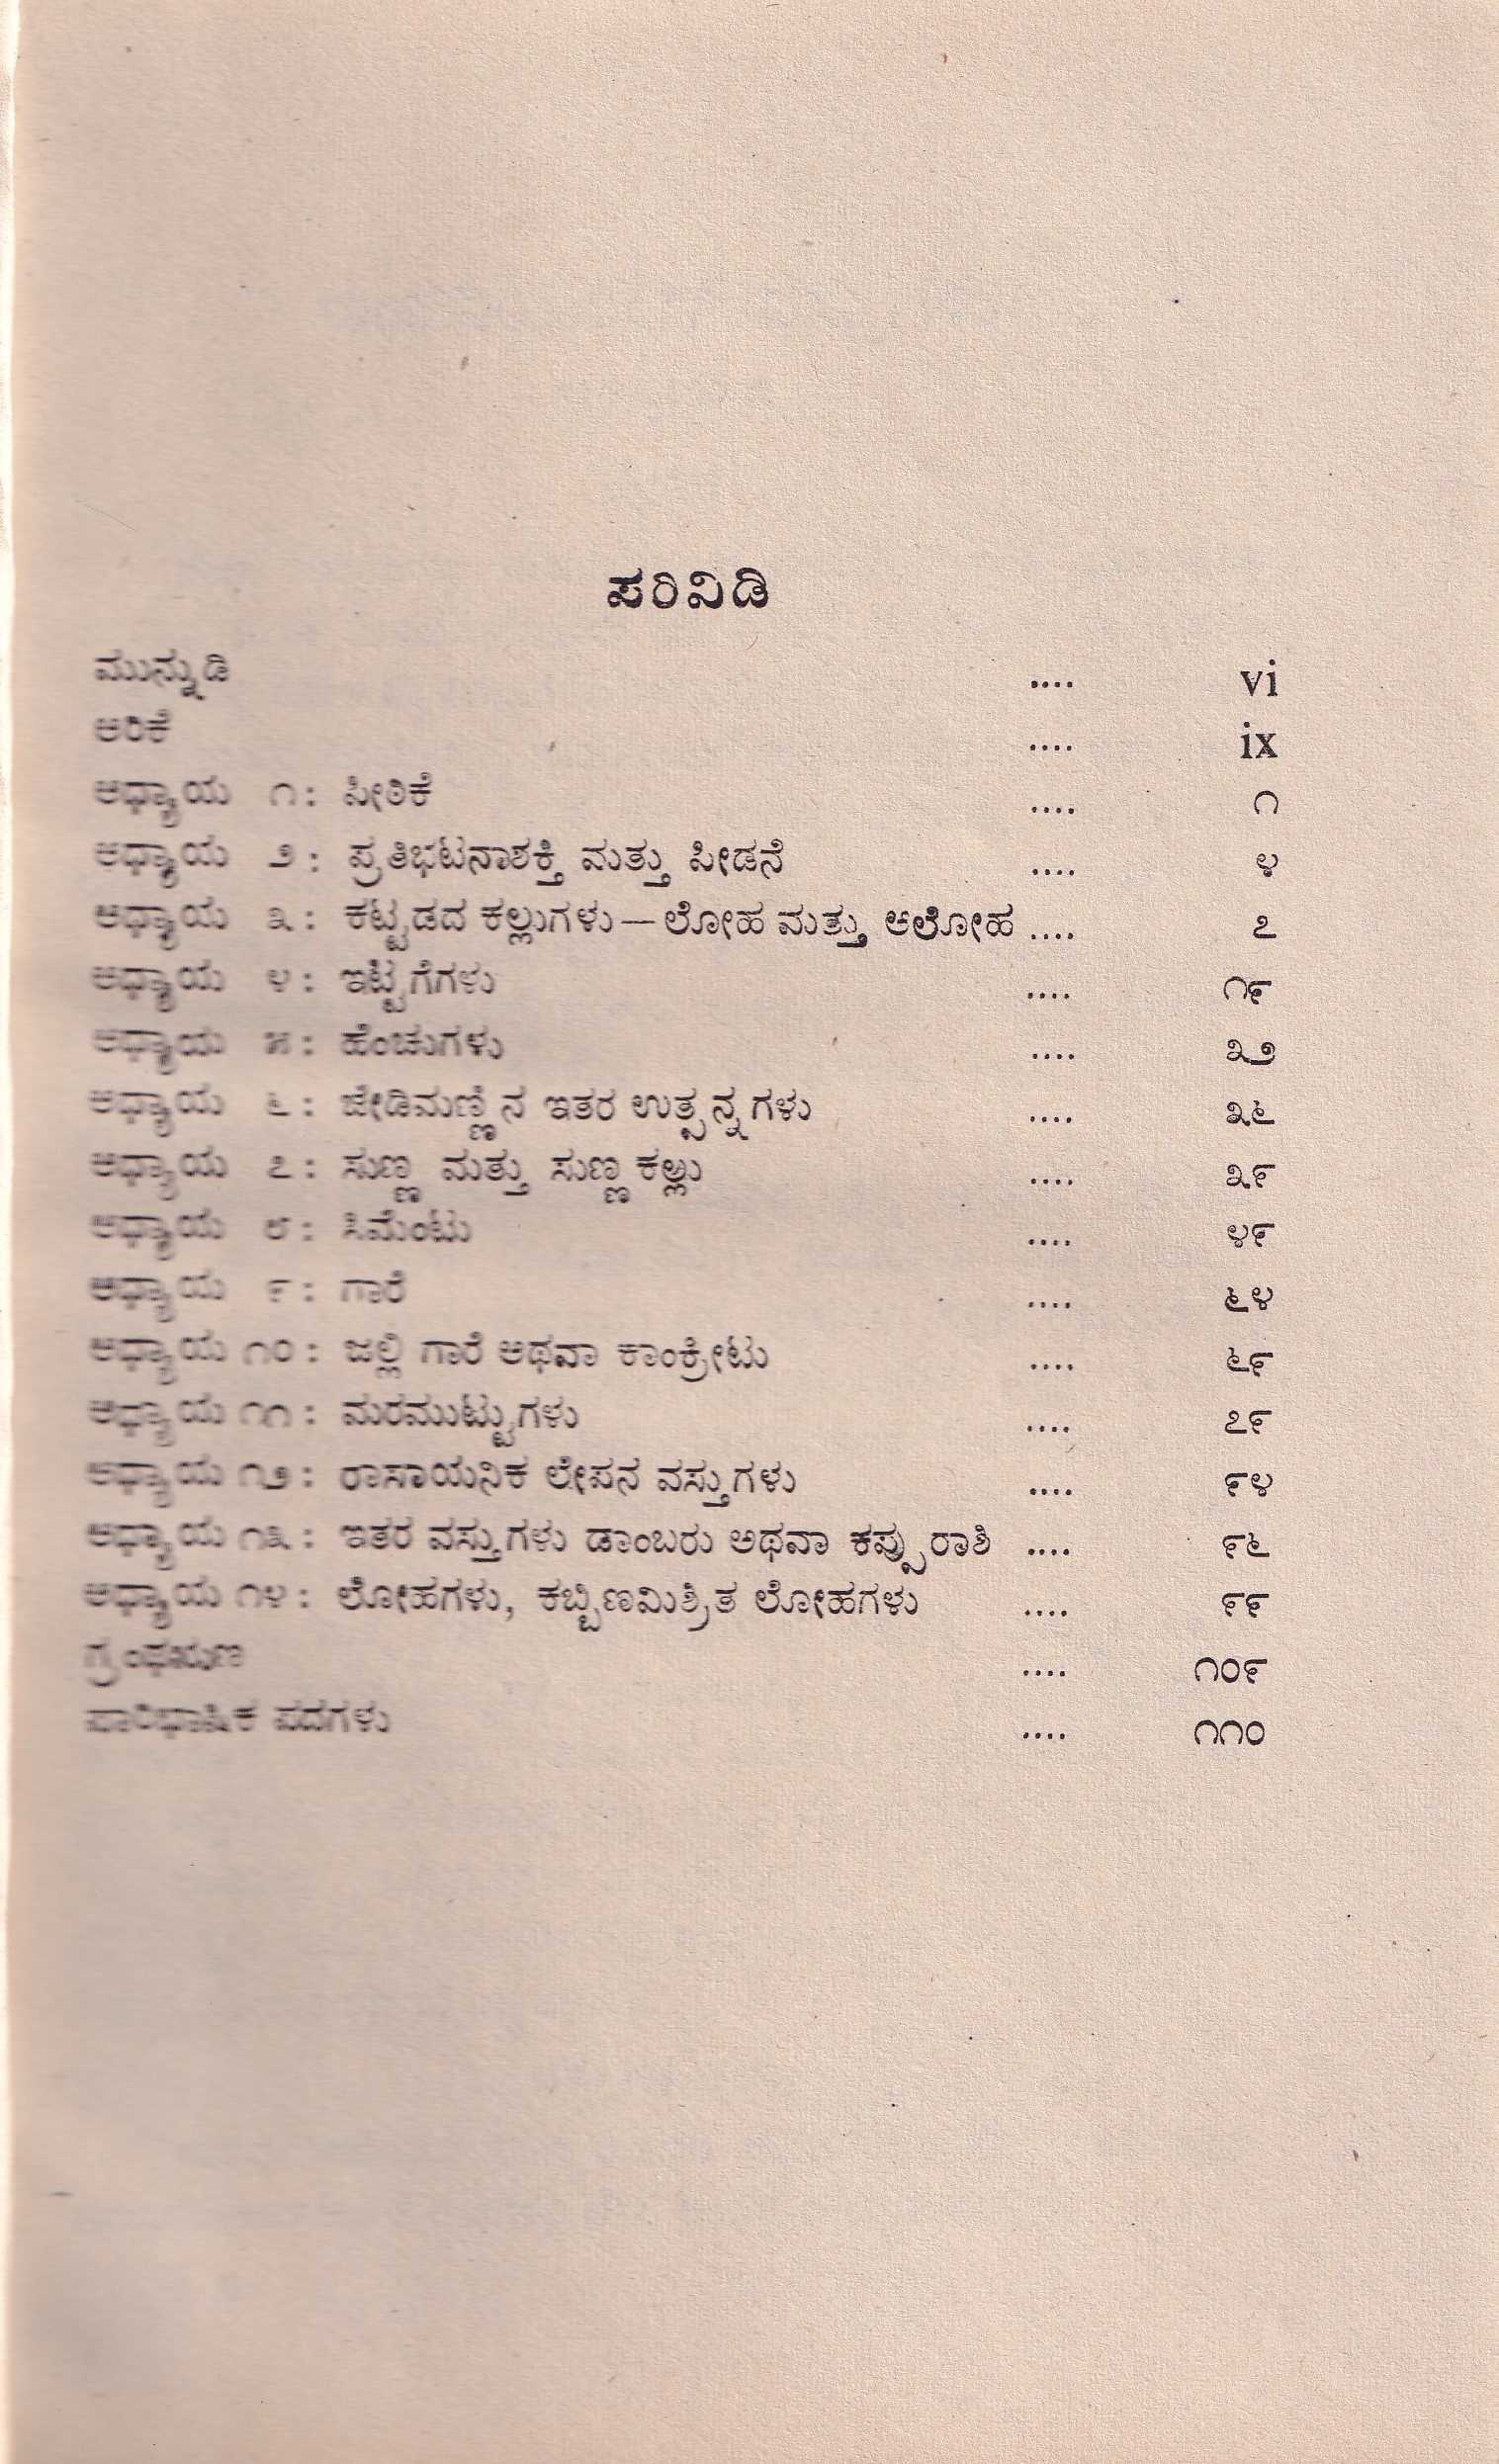 ಪರಿವಿಡಿ
ಮುನ್ನುಡಿ .... vi
ಅರಿಕೆ .... ix
ಅಧ್ಯಾಯ ೧ : ಪೀಠಿಕೆ .... ೧
ಅಧ್ಯಾಯ ೨ : ಪ್ರತಿಭಟನಾಶಕ್ತಿ ಮತ್ತು ಪೀಡನೆ .... ೪
ಅಧ್ಯಾಯ ೩ : ಕಟ್ಟಡದ ಕಲ್ಲುಗಳು — ಲೋಹ ಮತ್ತು ಅಲೋಹ .... ೭
ಅಧ್ಯಾಯ ೪ : ಇಟ್ಟಿಗೆಗಳು .... ೧೯
ಅಧ್ಯಾಯ ೫ : ಹೆಂಚುಗಳು .... ೩೨
ಅಧ್ಯಾಯ ೬ : ಜೇಡಿಮಣ್ಣಿನ ಇತರ ಉತ್ಪನ್ನಗಳು .... ೩೬
ಅಧ್ಯಾಯ ೭ : ಸುಣ್ಣ ಮತ್ತು ಸುಣ್ಣಕಲ್ಲು .... ೩೯
ಅಧ್ಯಾಯ ೮ : ಸಿಮೆಂಟು .... ೪೯
ಅಧ್ಯಾಯ ೯ : ಗಾರೆ .... ೬೪
ಅಧ್ಯಾಯ ೧೦ : ಜಲ್ಲಿ ಗಾರೆ ಅಥವಾ ಕಾಂಕ್ರೀಟು .... ೬೯
ಅಧ್ಯಾಯ ೧೧ : ಮರಮುಟ್ಟುಗಳು .... ೭೯
ಅಧ್ಯಾಯ ೧೨ : ರಾಸಾಯನಿಕ ಲೇಪನ ವಸ್ತುಗಳು .... ೯೪
ಅಧ್ಯಾಯ ೧೩ : ಇತರ ವಸ್ತುಗಳು ಡಾಂಬರು ಅಥವಾ ಕಪ್ಪುರಾಶಿ .... ೯೬
ಅಧ್ಯಾಯ ೧೪ : ಲೋಹಗಳು, ಕಬ್ಬಿಣಮಿಶ್ರಿತ ಲೋಹಗಳು .... ೯೯
ಗ್ರಂಥಋಣ .... ೧೦೯
ಪಾರಿಭಾಷಿಕ ಪದಗಳು .... ೧೧೦